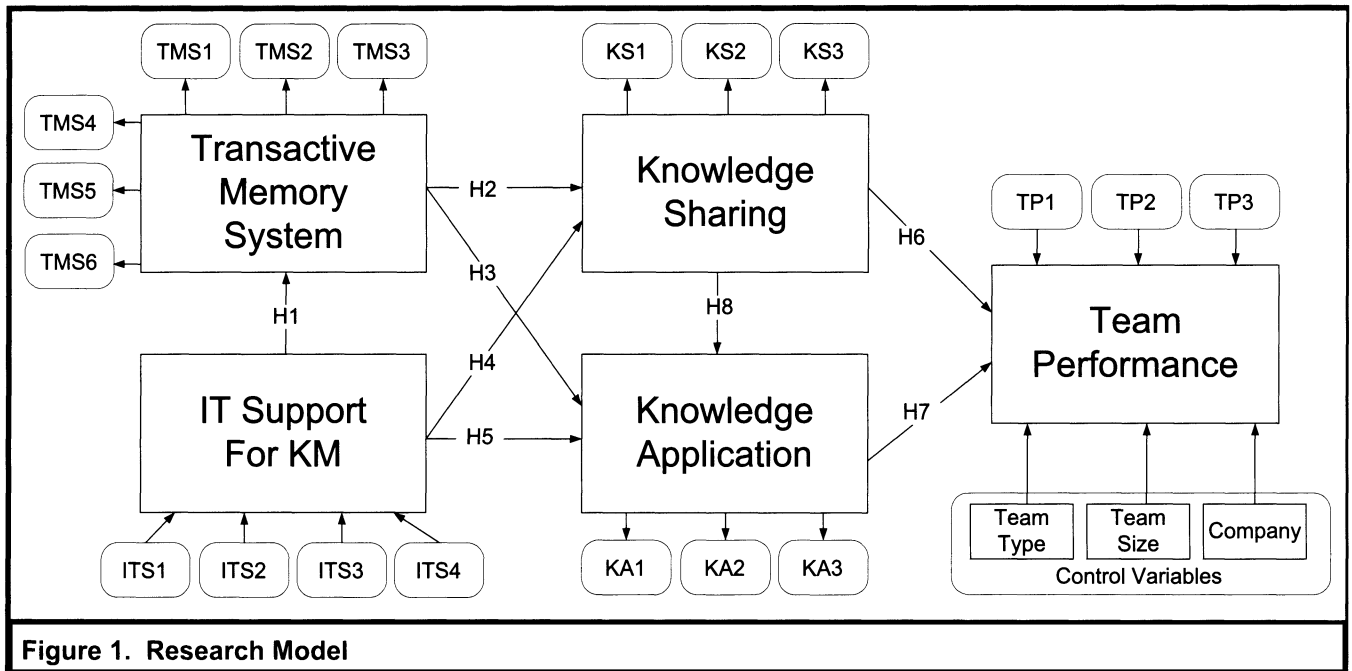 TMS1
TMS2
TMS3
KS1
KS2
KS3
TMS4
TMS5
TMS6
Transactive
Memory
System
H2
Knowledge
Sharing
TP1
TP2
TP3
H6
H3
H1
H8
H4
Team
Performance
IT Support
For KM
H5
Knowledge
Application
H7
ITS1
ITS2
ITS3
ITS4
KA1
KA2
KA3
Team
Type
Team
Size
Company
Control Variables
Figure 1. Research Model